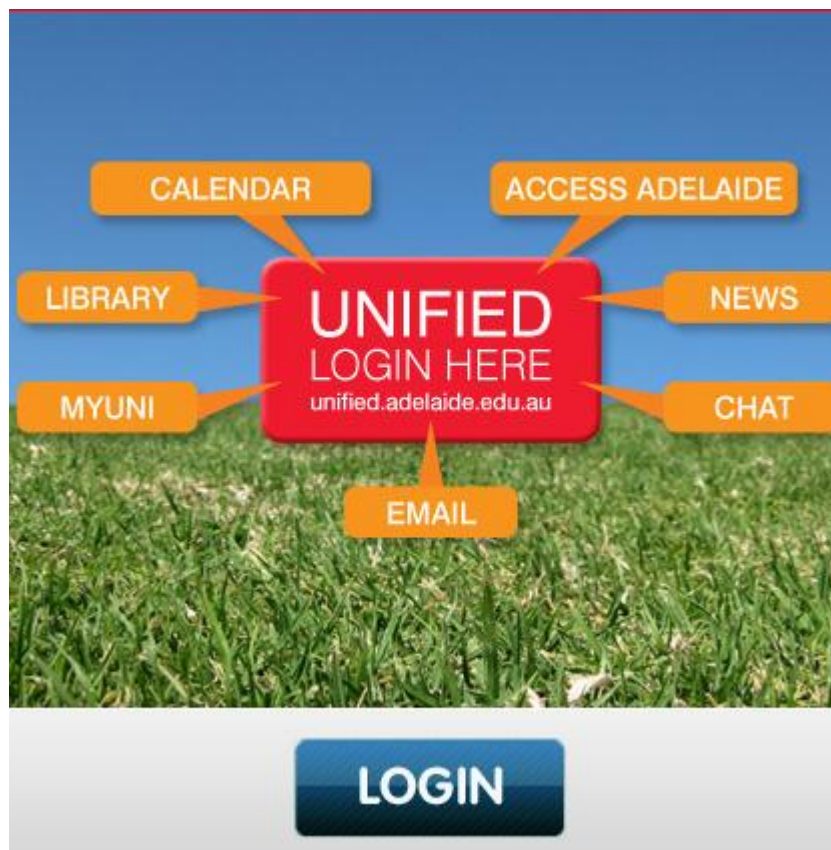 CALENDAR
ACCESS ADELAIDE
LIBRARY
NEWS
UNIFIED
LOGIN HERE
unified.adelaide.edu.au
MYUNI
CHAT
EMAIL
LOGIN